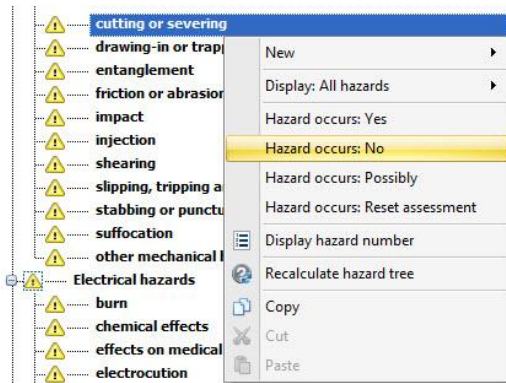 cutting or severing
drawing-in or trapp
entanglement
friction or abrasion
impact
injection
shearing
slipping, tripping a
stabbing or punctu
suffocation
other mechanical h
Electrical hazards
burn
chemical effects
effects on medical
electrocution
New
Display: All hazards
Hazard occurs: Yes
Hazard occurs: No
Hazard occurs: Possibly
Hazard occurs: Reset assessment
Display hazard number
Recalculate hazard tree
Copy
Cut
Paste